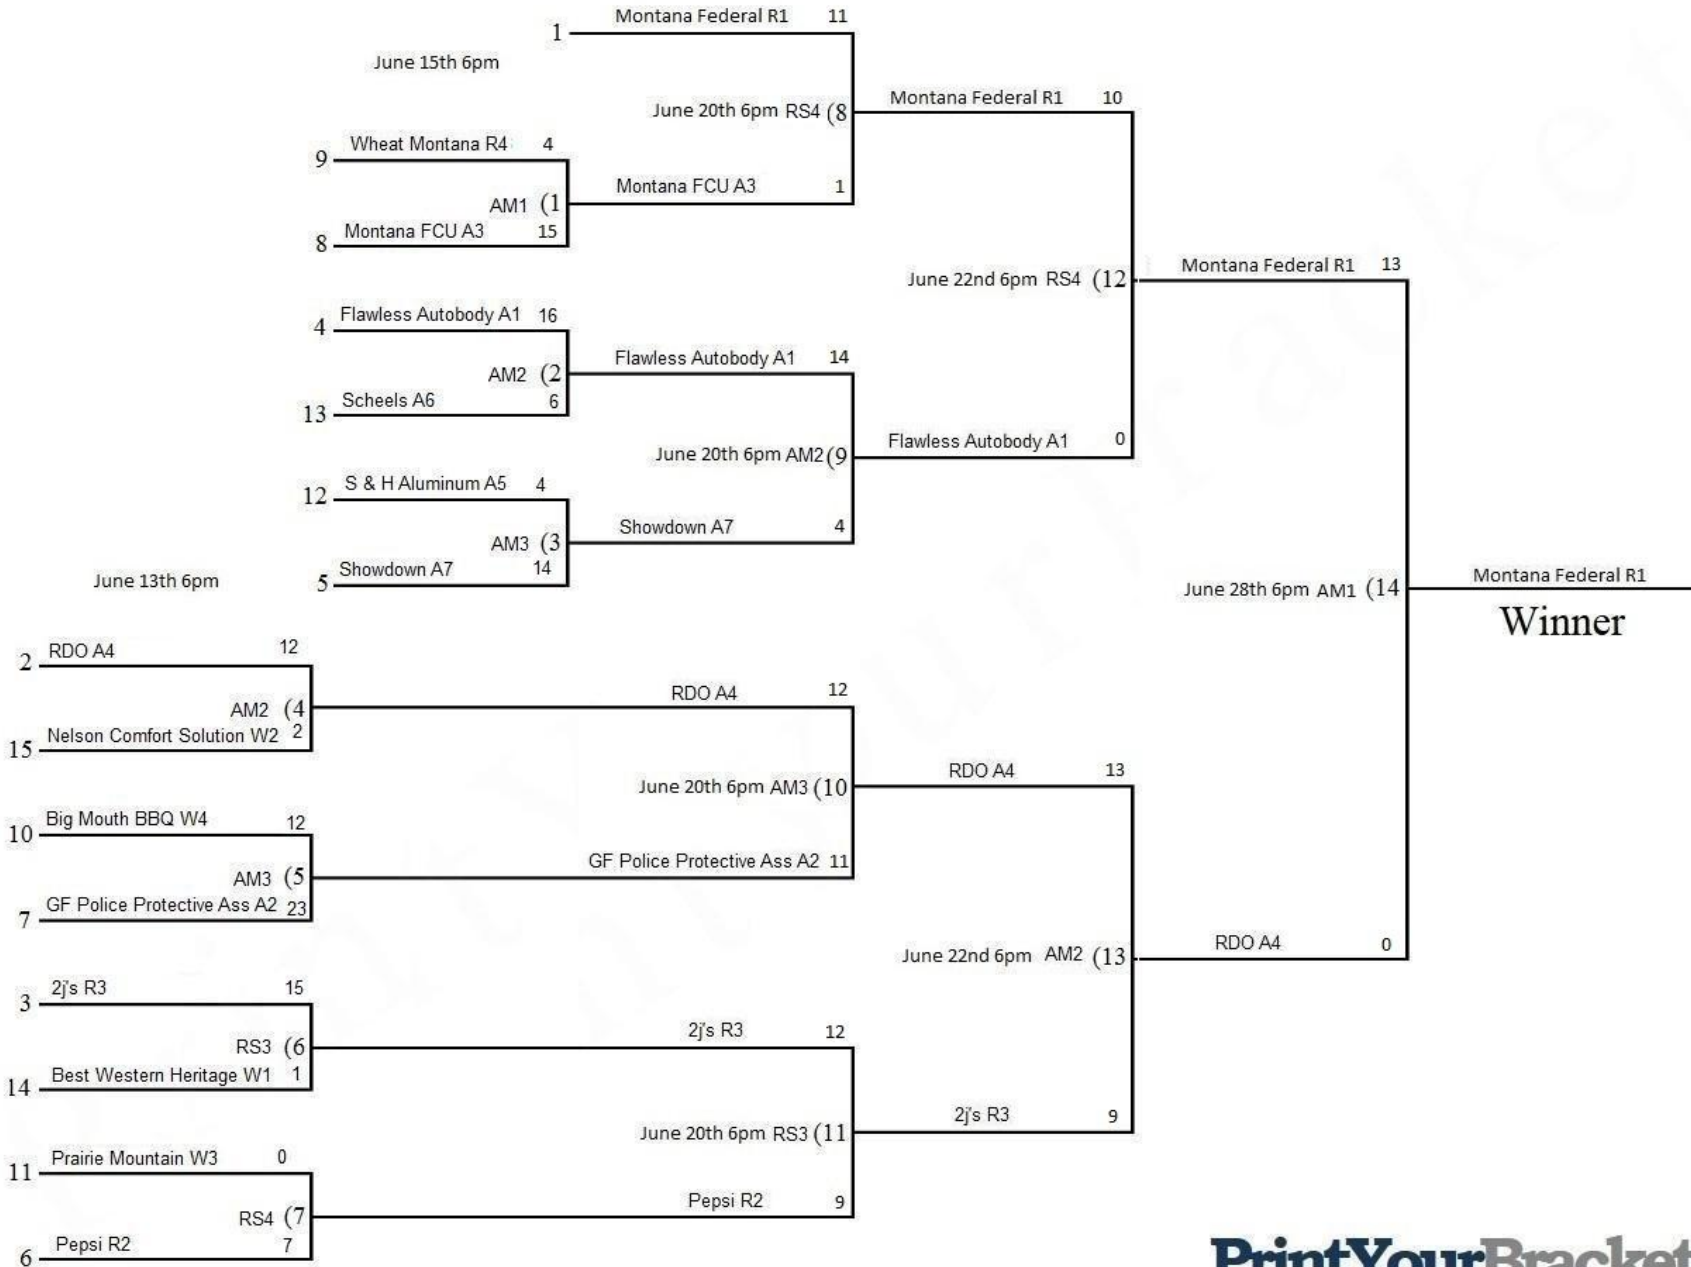 Montana Federal R1 11
1
June 15th 6pm
June 20th 6pm RS4 (8
Montana Federal R1 10
Wheat Montana R4 4
9
AM1 (1
Montana FCU A3 1
Montana FCU A3 15
8
June 22nd 6pm RS4 (12
Montana Federal R1 13
Flawless Autobody A1 16
4
AM2 (2
Flawless Autobody A1 14
Scheels A6 6
13
June 20th 6pm AM2 (9
Flawless Autobody A1 0
S & H Aluminum A5 4
12
AM3 (3
Showdown A7 4
Showdown A7 14
5
June 13th 6pm
June 28th 6pm AM1 (14
Montana Federal R1
Winner
RDO A4 12
2
AM2 (4
RDO A4 12
Nelson Comfort Solution W2 2
15
June 20th 6pm AM3 (10
RDO A4 13
Big Mouth BBQ W4 12
10
AM3 (5
GF Police Protective Ass A2 11
GF Police Protective Ass A2 23
7
June 22nd 6pm AM2 (13
RDO A4 0
2j's R3 15
3
RS3 (6
2j's R3 12
Best Western Heritage W1 1
14
June 20th 6pm RS3 (11
2j's R3 9
Prairie Mountain W3 0
11
RS4 (7
Pepsi R2 9
Pepsi R2 7
6
PrintYourBracket